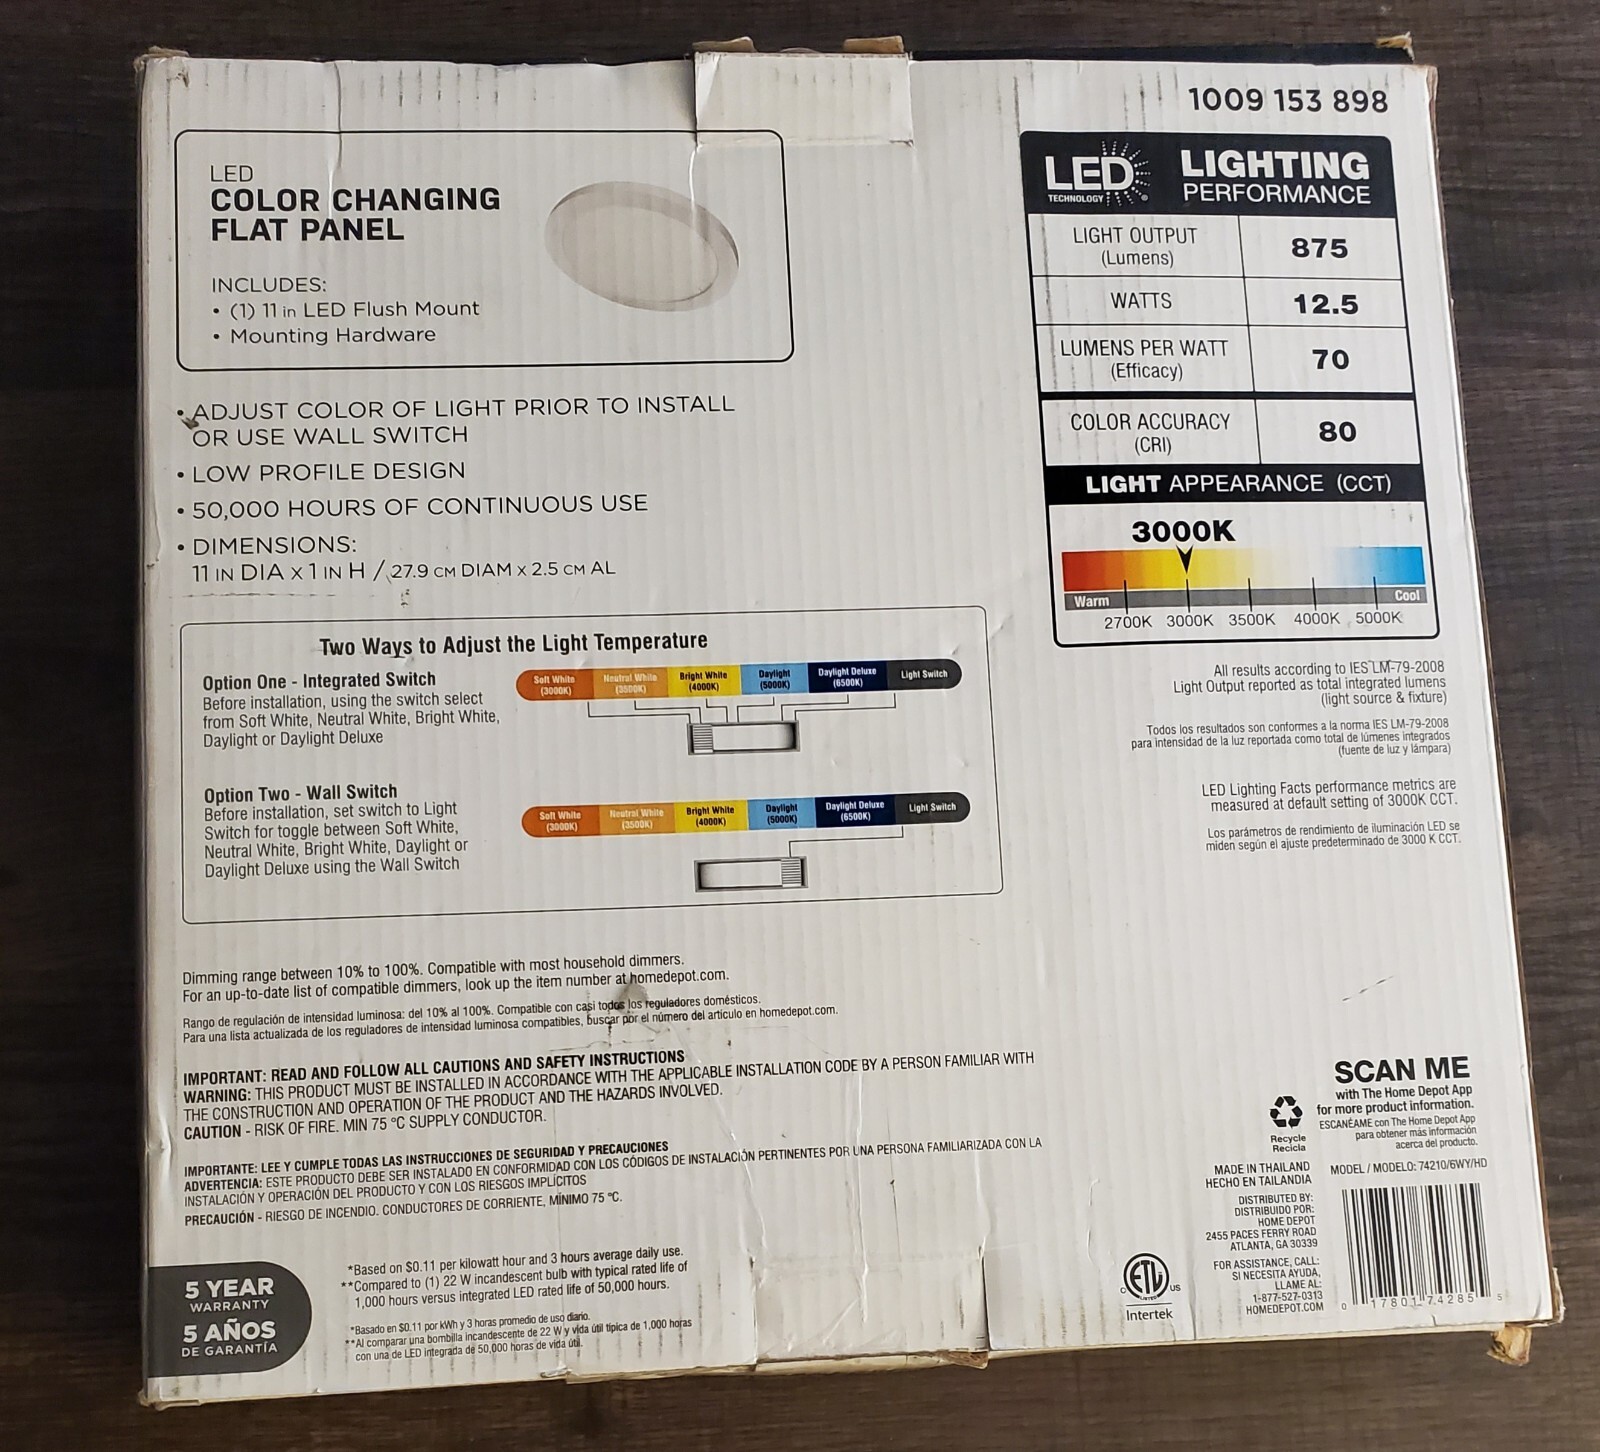 1009 153 898
LED
COLOR CHANGING
FLAT PANEL
INCLUDES:
• (1) 11 in LED Flush Mount
• Mounting Hardware
• ADJUST COLOR OF LIGHT PRIOR TO INSTALL
OR USE WALL SWITCH
• LOW PROFILE DESIGN
• 50,000 HOURS OF CONTINUOUS USE
• DIMENSIONS:
11 IN DIA x 1 IN H / 27.9 CM DIAM x 2.5 CM AL
LED
TECHNOLOGY
LIGHTING
PERFORMANCE
LIGHT OUTPUT
(Lumens)
875
WATTS
12.5
LUMENS PER WATT
(Efficacy)
70
COLOR ACCURACY
(CRI)
80
LIGHT APPEARANCE (CCT)
3000K
Warm
Cool
2700K 3000K 3500K 4000K 5000K
All results according to IES LM-79-2008
Light Output reported as total integrated lumens
(light source & fixture)
Todos los resultados son conformes a la norma IES LM-79-2008
para intensidad de la luz reportada como total de lúmenes integrados
(fuente de luz y lámpara)
LED Lighting Facts performance metrics are
measured at default setting of 3000K CCT.
Los parámetros de rendimiento de iluminación LED se
miden según el ajuste predeterminado de 3000 K CCT.
Two Ways to Adjust the Light Temperature
Option One - Integrated Switch
Before installation, using the switch select
from Soft White, Neutral White, Bright White,
Daylight or Daylight Deluxe
Soft White
(3000K)
Neutral White
(3500K)
Bright White
(4000K)
Daylight
(5000K)
Daylight Deluxe
(6500K)
Light Switch
Option Two - Wall Switch
Before installation, set switch to Light
Switch for toggle between Soft White,
Neutral White, Bright White, Daylight or
Daylight Deluxe using the Wall Switch
Soft White
(3000K)
Neutral White
(3500K)
Bright White
(4000K)
Daylight
(5000K)
Daylight Deluxe
(6500K)
Light Switch
Dimming range between 10% to 100%. Compatible with most household dimmers.
For an up-to-date list of compatible dimmers, look up the item number at homedepot.com.
Rango de regulación de intensidad luminosa: del 10% al 100%. Compatible con casi todos los reguladores domésticos.
Para una lista actualizada de los reguladores de intensidad luminosa compatibles, buscar por el número del artículo en homedepot.com.
IMPORTANT: READ AND FOLLOW ALL CAUTIONS AND SAFETY INSTRUCTIONS
WARNING: THIS PRODUCT MUST BE INSTALLED IN ACCORDANCE WITH THE APPLICABLE INSTALLATION CODE BY A PERSON FAMILIAR WITH
THE CONSTRUCTION AND OPERATION OF THE PRODUCT AND THE HAZARDS INVOLVED.
CAUTION - RISK OF FIRE. MIN 75 °C SUPPLY CONDUCTOR.
IMPORTANTE: LEE Y CUMPLE TODAS LAS INSTRUCCIONES DE SEGURIDAD Y PRECAUCIONES
ADVERTENCIA: ESTE PRODUCTO DEBE SER INSTALADO EN CONFORMIDAD CON LOS CÓDIGOS DE INSTALACIÓN PERTINENTES POR UNA PERSONA FAMILIARIZADA CON LA
INSTALACIÓN Y OPERACIÓN DEL PRODUCTO Y CON LOS RIESGOS IMPLÍCITOS
PRECAUCIÓN - RIESGO DE INCENDIO. CONDUCTORES DE CORRIENTE, MÍNIMO 75 °C.
5 YEAR
WARRANTY
5 AÑOS
DE GARANTÍA
*Based on $0.11 per kilowatt hour and 3 hours average daily use.
**Compared to (1) 22 W incandescent bulb with typical rated life of
1,000 hours versus integrated LED rated life of 50,000 hours.
*Basado en $0.11 por kWh y 3 horas promedio de uso diario.
**Al comparar una bombilla incandescente de 22 W y vida útil típica de 1,000 horas
con una de LED integrada de 50,000 horas de vida útil.
SCAN ME
with The Home Depot App
for more product information.
ESCANÉAME con The Home Depot App
para obtener más información
acerca del producto.
Recycle
Recicla
MADE IN THAILAND
HECHO EN TAILANDIA
MODEL / MODELO: 74210/6WY/HD
DISTRIBUTED BY:
DISTRIBUIDO POR:
HOME DEPOT
2455 PACES FERRY ROAD
ATLANTA, GA 30339
FOR ASSISTANCE, CALL:
SI NECESITA AYUDA,
LLAME AL:
1-877-527-0313
HOMEDEPOT.COM
C ETL US
LISTED
Intertek
0 17801 74285 5